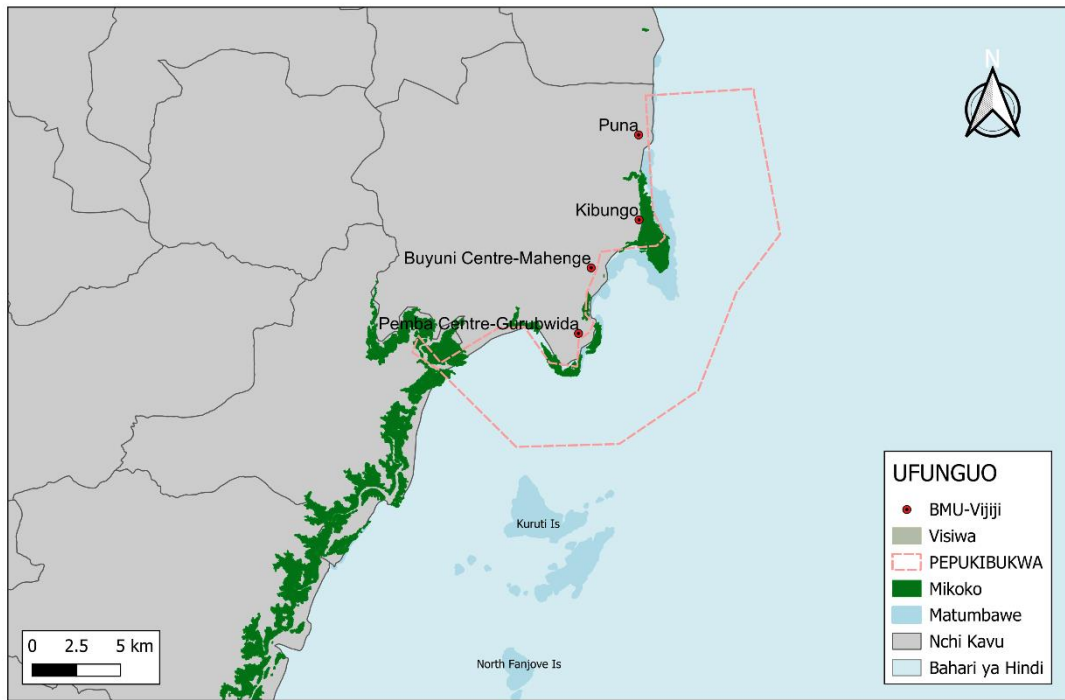 N
Puna
Kibungo
Buyuni Centre-Mahenge
Pemba Centre-Gurubwida
Kuruti Is
North Fanjove Is
UFUNGUO
BMU-Vijiji
Visiwa
PEPUKIBUKWA
Mikoko
Matumbawe
Nchi Kavu
Bahari ya Hindi
0 2.5 5 km